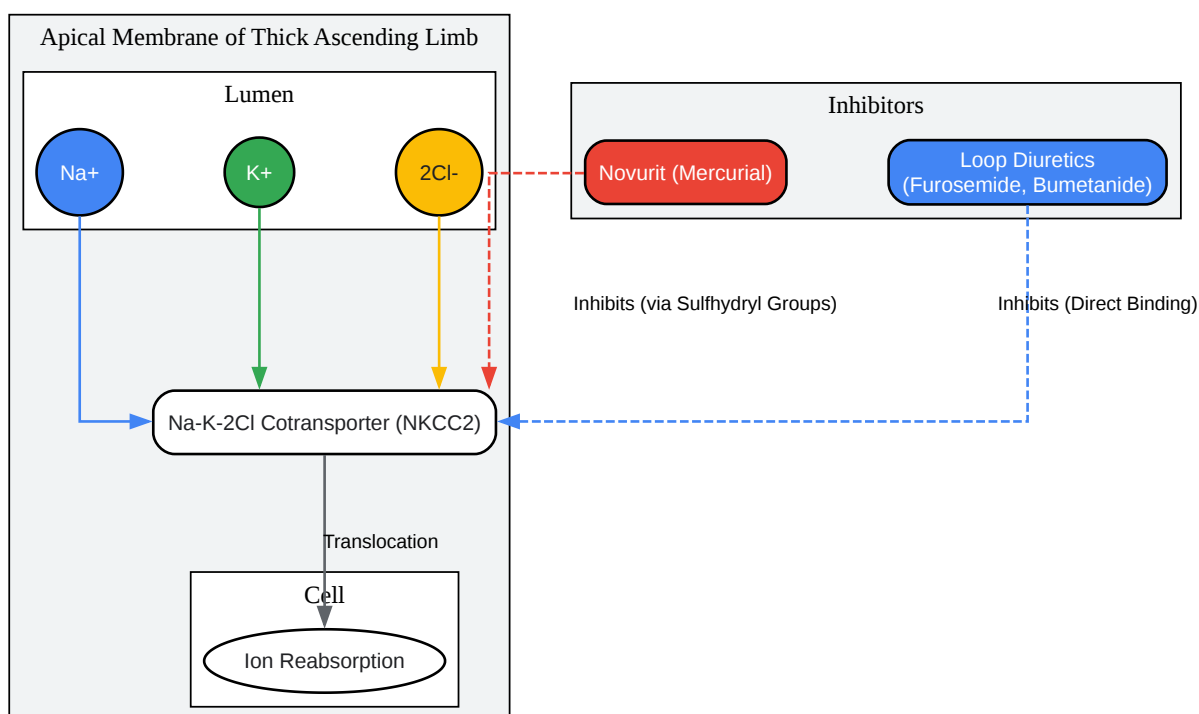 Apical Membrane of Thick Ascending Limb
Lumen
Inhibitors
Na+
K+
2Cl-
Novurit (Mercurial)
Loop Diuretics
(Furosemide, Bumetanide)
Inhibits (via Sulfhydryl Groups)
Inhibits (Direct Binding)
Na-K-2Cl Cotransporter (NKCC2)
Translocation
Cell
Ion Reabsorption